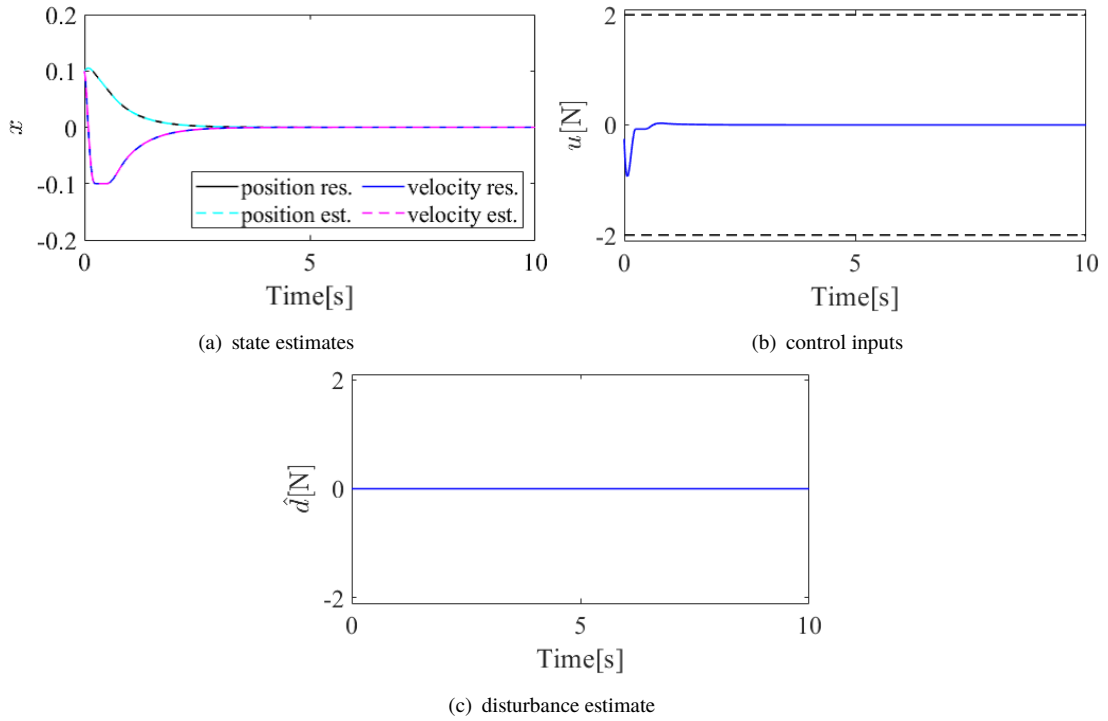 0.2
0.1
0
-0.1
-0.2
x
position res.
velocity res.
position est.
velocity est.
0 5 10
Time[s]
(a) state estimates
2
0
-2
u[N]
0 5 10
Time[s]
(b) control inputs
2
0
-2
d̂[N]
0 5 10
Time[s]
(c) disturbance estimate